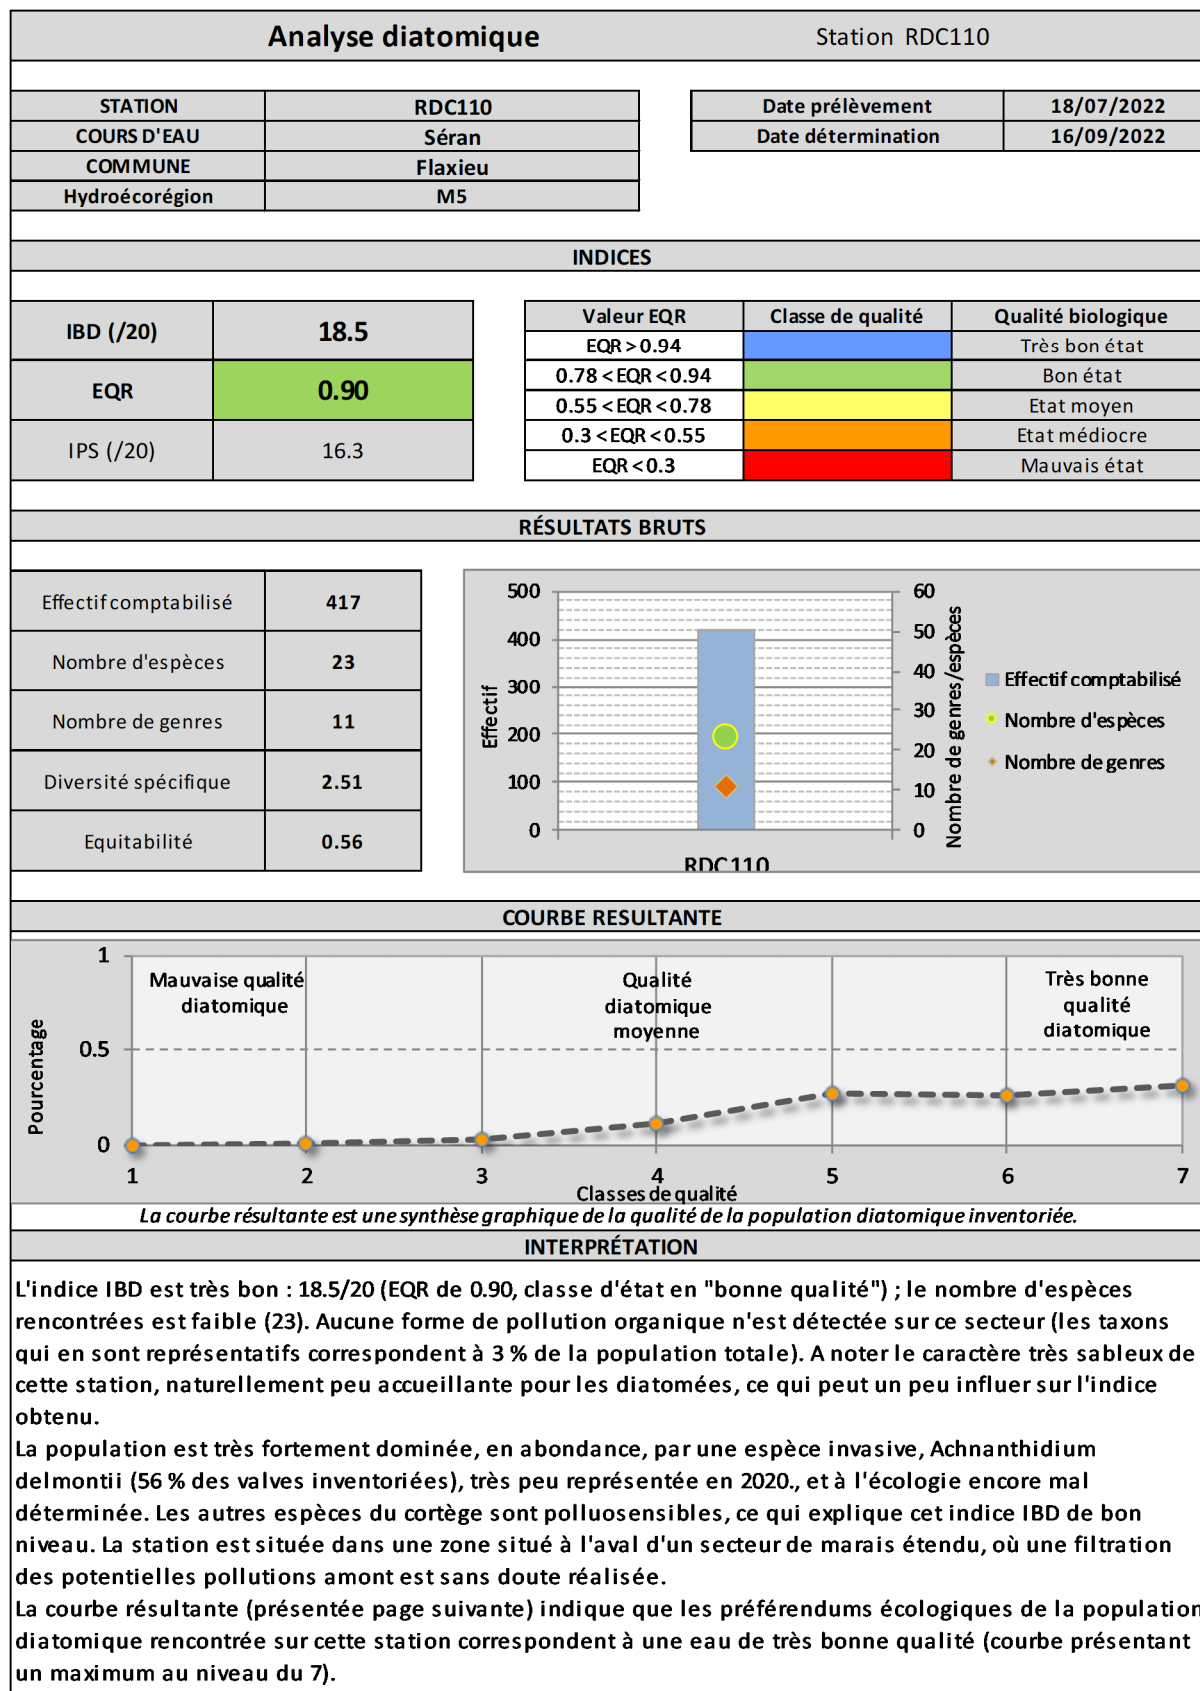 Analyse diatomique Station RDC110
STATION RDC110
COURS D'EAU Séran
COMMUNE Flaxieu
Hydroécorégion M5
Date prélèvement 18/07/2022
Date détermination 16/09/2022
INDICES
IBD (/20) 18.5
EQR 0.90
IPS (/20) 16.3
Valeur EQR Classe de qualité Qualité biologique
EQR > 0.94 Très bon état
0.78 < EQR < 0.94 Bon état
0.55 < EQR < 0.78 Etat moyen
0.3 < EQR < 0.55 Etat médiocre
EQR < 0.3 Mauvais état
RÉSULTATS BRUTS
Effectif comptabilisé 417
Nombre d'espèces 23
Nombre de genres 11
Diversité spécifique 2.51
Equitabilité 0.56
Effectif
500
400
300
200
100
0
60
50
40
30
20
10
0
Nombre de genres/espèces
RDC110
Effectif comptabilisé
Nombre d'espèces
Nombre de genres
COURBE RESULTANTE
Pourcentage
1
0.5
0
Mauvaise qualité
diatomique
Qualité
diatomique
moyenne
Très bonne
qualité
diatomique
1 2 3 4 5 6 7
Classes de qualité
La courbe résultante est une synthèse graphique de la qualité de la population diatomique inventoriée.
INTERPRÉTATION
L'indice IBD est très bon : 18.5/20 (EQR de 0.90, classe d'état en "bonne qualité") ; le nombre d'espèces
rencontrées est faible (23). Aucune forme de pollution organique n'est détectée sur ce secteur (les taxons
qui en sont représentatifs correspondent à 3 % de la population totale). A noter le caractère très sableux de
cette station, naturellement peu accueillante pour les diatomées, ce qui peut un peu influer sur l'indice
obtenu.
La population est très fortement dominée, en abondance, par une espèce invasive, Achnanthidium
delmontii (56 % des valves inventoriées), très peu représentée en 2020., et à l'écologie encore mal
déterminée. Les autres espèces du cortège sont polluosensibles, ce qui explique cet indice IBD de bon
niveau. La station est située dans une zone situé à l'aval d'un secteur de marais étendu, où une filtration
des potentielles pollutions amont est sans doute réalisée.
La courbe résultante (présentée page suivante) indique que les préférendums écologiques de la population
diatomique rencontrée sur cette station correspondent à une eau de très bonne qualité (courbe présentant
un maximum au niveau du 7).